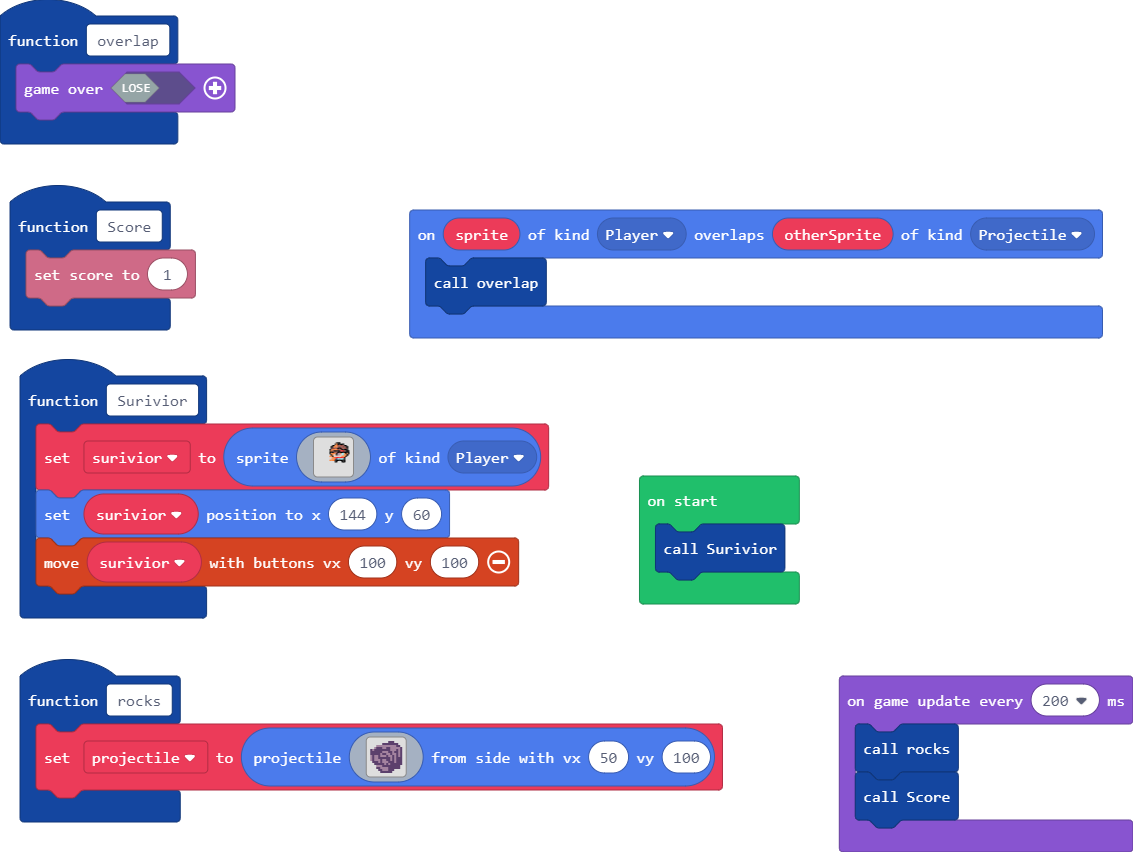 function overlap
game over LOSE
function Score
set score to 1
on sprite of kind Player overlaps otherSprite of kind Projectile
call overlap
function Surivior
set surivior to sprite of kind Player
set surivior position to x 144 y 60
move surivior with buttons vx 100 vy 100
on start
call Surivior
function rocks
set projectile to projectile from side with vx 50 vy 100
on game update every 200 ms
call rocks
call Score